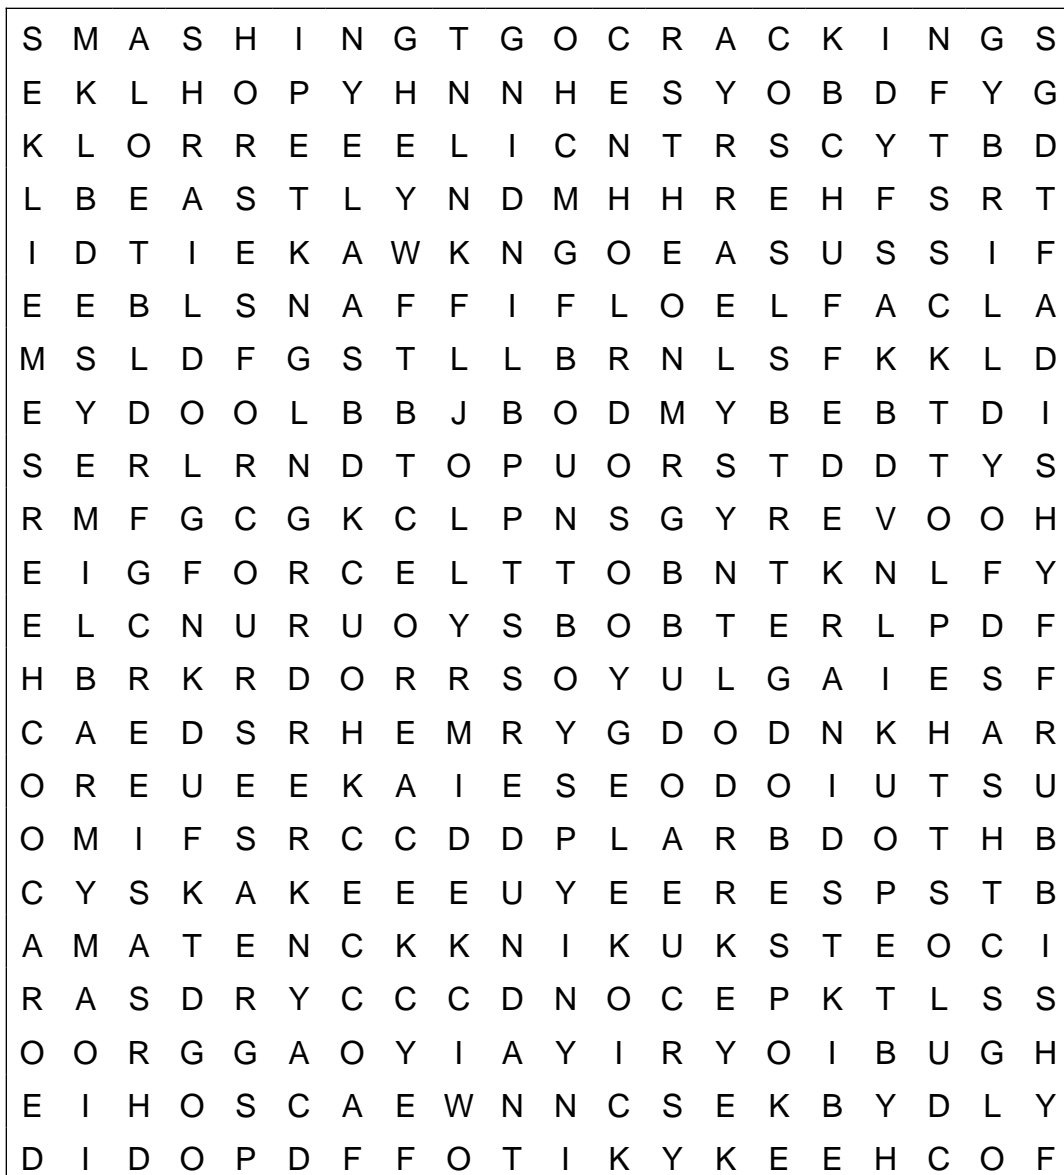 S M A S H I N G T G O C R A C K I N G S
E K L H O P Y H N N H E S Y O B D F Y G
K L O R R E E E L I C N T R S C Y T B D
L B E A S T L Y N D M H H R E H F S R T
I D T I E K A W K N G O E A S U S S I F
E E B L S N A F F I F L O E L F A C L A
M S L D F G S T L L B R N L S F K K L D
E Y D O O L B B J B O D M Y B E B T D I
S E R L R N D T O P U O R S T D D T Y S
R M F G C G K C L P N S G Y R E V O O H
E I G F O R C E L T T O B N T K N L F Y
E L C N U R U O Y S B O B T E R L P D F
H B R K R D O R R S O Y U L G A I E S F
C A E D S R H E M R Y G D O D N K H A R
O R E U E E K A I E S E O D O I U T S U
O M I F S R C C D D P L A R B D O T H B
C Y S K A K E E E U Y E E R E S P S T B
A M A T E N C K K N I K U K S T E O C I
R A S D R Y C C C D N O C E P K T L S S
O O R G G A O Y I A Y I R Y O I B U G H
E I H O S C A E W N N C S E K B Y D L Y
D I D O P D F F O T I K Y K E E H C O F